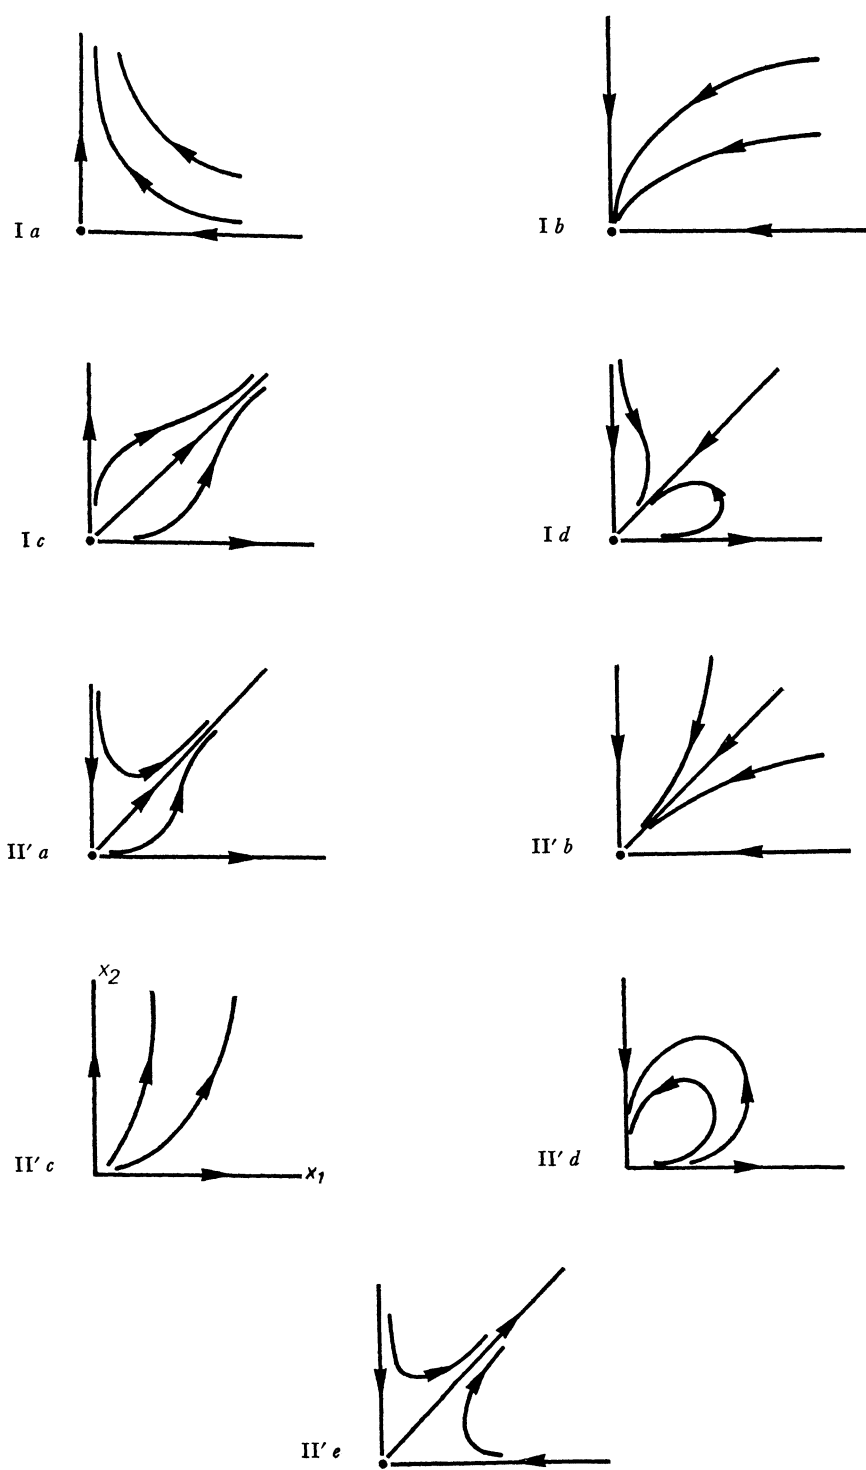 I a
I b
I c
I d
II′ a
II′ b
x₂
II′ c
x₁
II′ d
II′ e